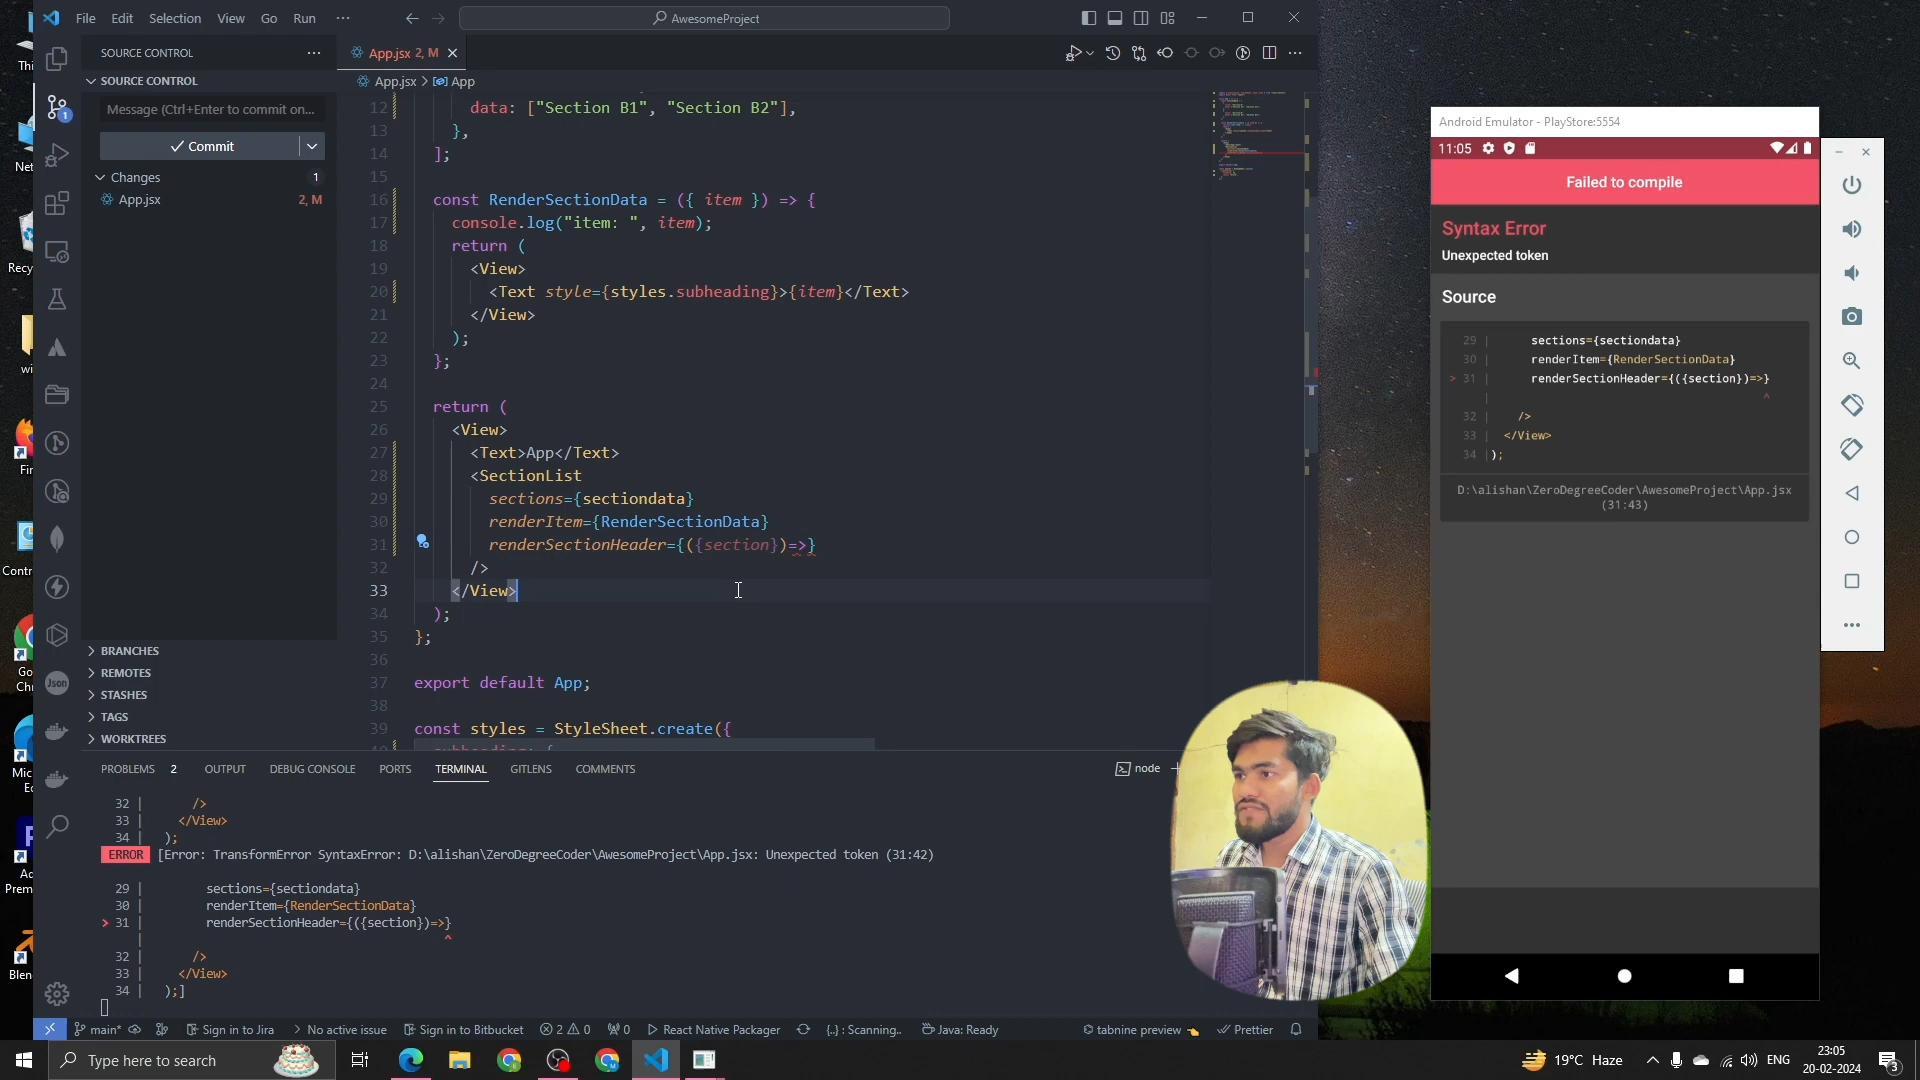 File Edit Selection View Go Run ···
AwesomeProject
SOURCE CONTROL
App.jsx 2, M
SOURCE CONTROL
App.jsx > App
Message (Ctrl+Enter to commit on...
Commit
Changes 1
App.jsx 2, M
12 data: ["Section B1", "Section B2"],
13 },
14 ];
15
16 const RenderSectionData = ({ item }) => {
17 console.log("item: ", item);
18 return (
19 <View>
20 <Text style={styles.subheading}>{item}</Text>
21 </View>
22 );
23 };
24
25 return (
26 <View>
27 <Text>App</Text>
28 <SectionList
29 sections={sectiondata}
30 renderItem={RenderSectionData}
31 renderSectionHeader={({section})=>}
32 />
33 </View>
34 );
35 };
36
37 export default App;
38
39 const styles = StyleSheet.create({
BRANCHES
REMOTES
STASHES
TAGS
WORKTREES
PROBLEMS 2 OUTPUT DEBUG CONSOLE PORTS TERMINAL GITLENS COMMENTS
node
32 | />
33 | </View>
34 | );
ERROR [Error: TransformError SyntaxError: D:\alishan\ZeroDegreeCoder\AwesomeProject\App.jsx: Unexpected token (31:42)
29 | sections={sectiondata}
30 | renderItem={RenderSectionData}
> 31 | renderSectionHeader={({section})=>}
| ^
32 | />
33 | </View>
34 | );]
main* Sign in to Jira No active issue Sign in to Bitbucket 2 0 0 React Native Packager {..} : Scanning.. Java: Ready tabnine preview Prettier
Android Emulator - PlayStore:5554
11:05
Failed to compile
Syntax Error
Unexpected token
Source
29 | sections={sectiondata}
30 | renderItem={RenderSectionData}
> 31 | renderSectionHeader={({section})=>}
| ^
32 | />
33 | </View>
34 | );
D:\alishan\ZeroDegreeCoder\AwesomeProject\App.jsx
(31:43)
Json
Type here to search
19°C Haze
ENG
23:05
20-02-2024
3